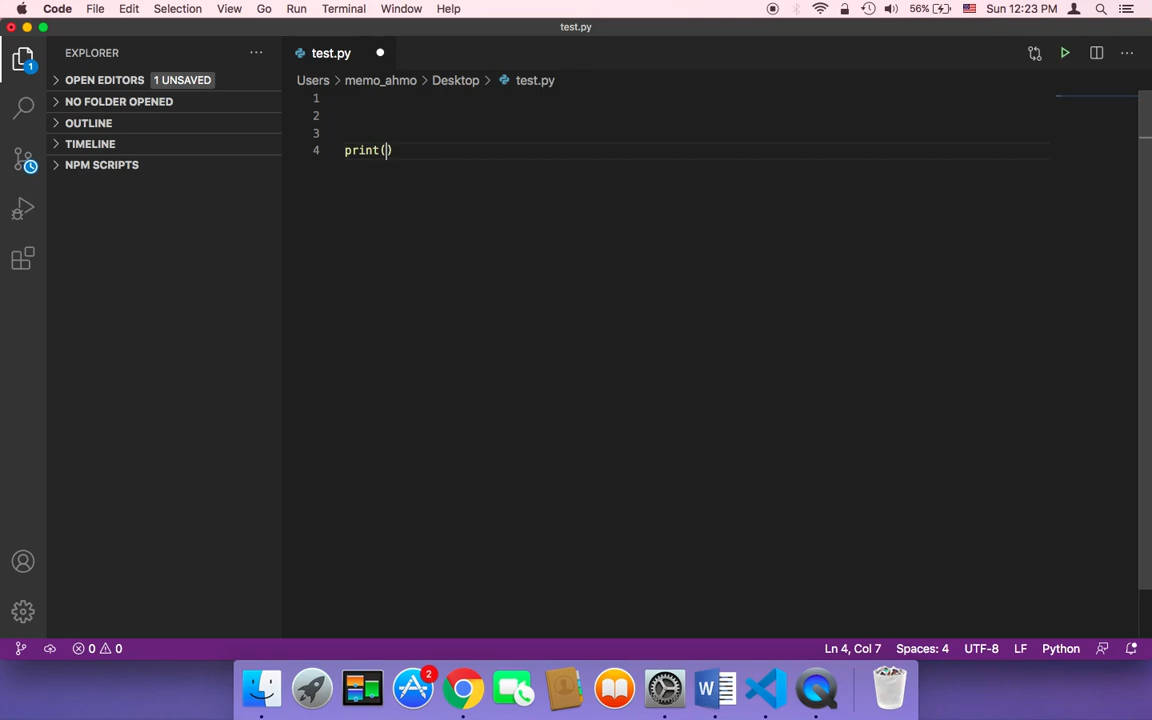 Code File Edit Selection View Go Run Terminal Window Help 56% Sun 12:23 PM
test.py
EXPLORER
test.py
OPEN EDITORS 1 UNSAVED
Users memo_ahmo Desktop test.py
NO FOLDER OPENED
OUTLINE
TIMELINE
NPM SCRIPTS
1
2
3
4 print()
1
2
W
0 0
Ln 4, Col 7 Spaces: 4 UTF-8 LF Python